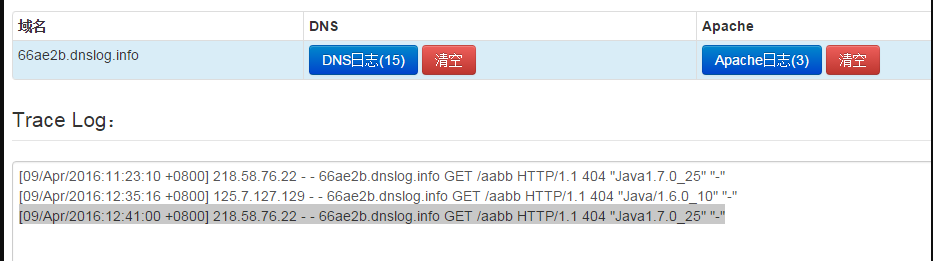 域名 DNS Apache
66ae2b.dnslog.info DNS日志(15) 清空 Apache日志(3) 清空
Trace Log：
[09/Apr/2016:11:23:10 +0800] 218.58.76.22 - - 66ae2b.dnslog.info GET /aabb HTTP/1.1 404 "Java1.7.0_25" "-"
[09/Apr/2016:12:35:16 +0800] 125.7.127.129 - - 66ae2b.dnslog.info GET /aabb HTTP/1.1 404 "Java/1.6.0_10" "-"
[09/Apr/2016:12:41:00 +0800] 218.58.76.22 - - 66ae2b.dnslog.info GET /aabb HTTP/1.1 404 "Java1.7.0_25" "-"